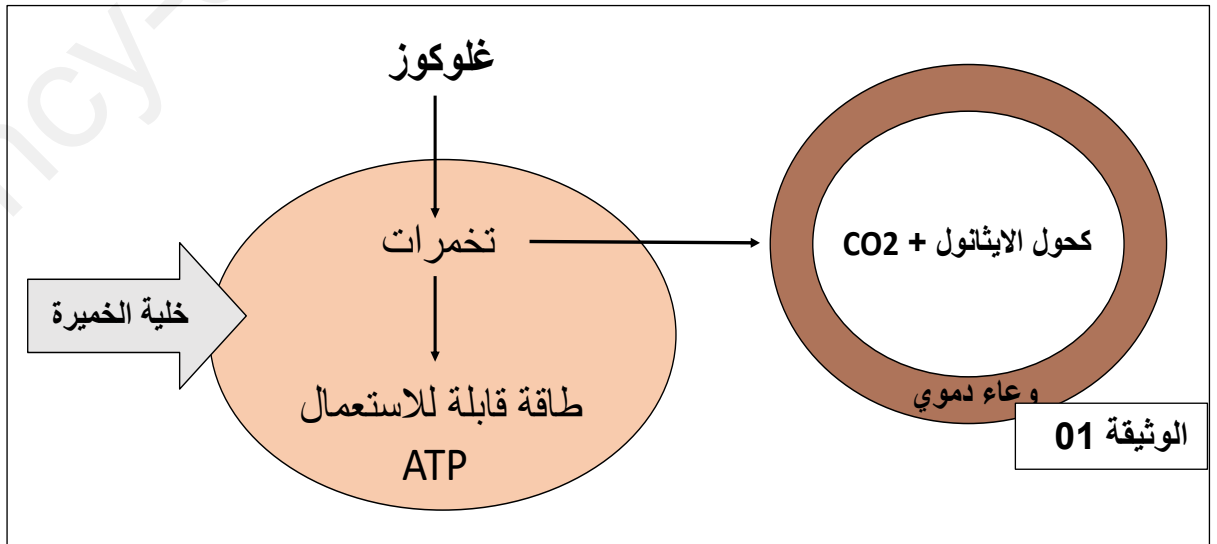 غلوكوز
تخمرات
كحول الايثانول + CO2
خلية الخميرة
وعاء دموي
طاقة قابلة للاستعمال
ATP
الوثيقة 01